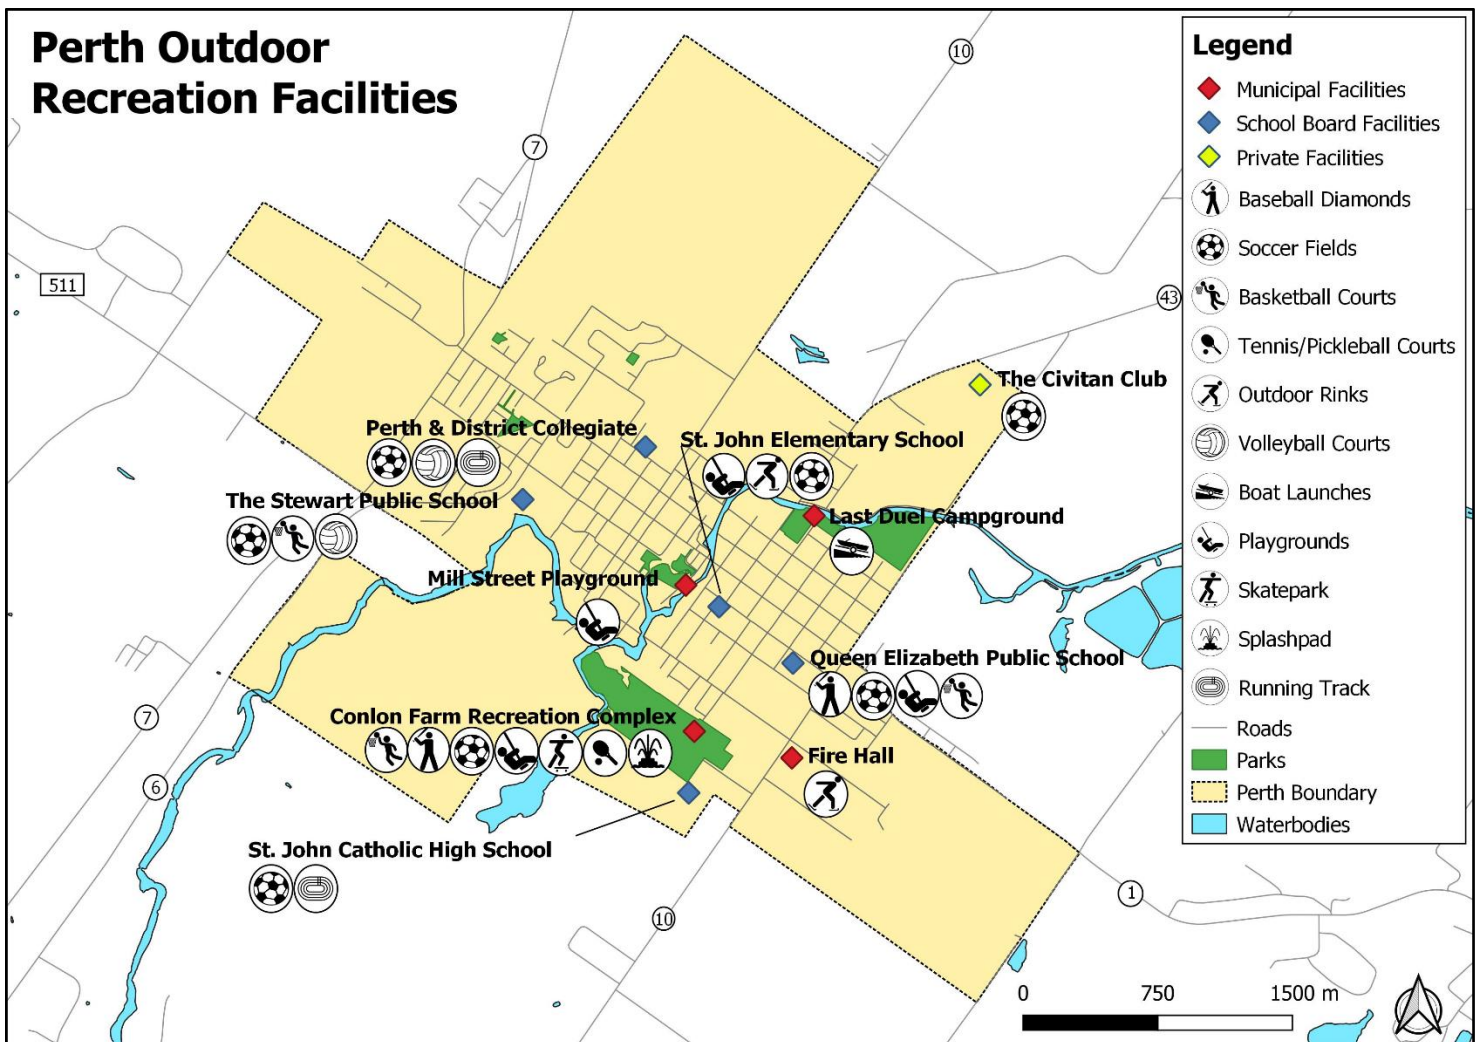 Perth Outdoor
Recreation Facilities
Legend
Municipal Facilities
School Board Facilities
Private Facilities
Baseball Diamonds
Soccer Fields
Basketball Courts
Tennis/Pickleball Courts
Outdoor Rinks
Volleyball Courts
Boat Launches
Playgrounds
Skatepark
Splashpad
Running Track
Roads
Parks
Perth Boundary
Waterbodies
10
7
511
43
The Civitan Club
Perth & District Collegiate
St. John Elementary School
The Stewart Public School
Last Duel Campground
Mill Street Playground
Queen Elizabeth Public School
Conlon Farm Recreation Complex
7
Fire Hall
6
St. John Catholic High School
1
10
0 750 1500 m